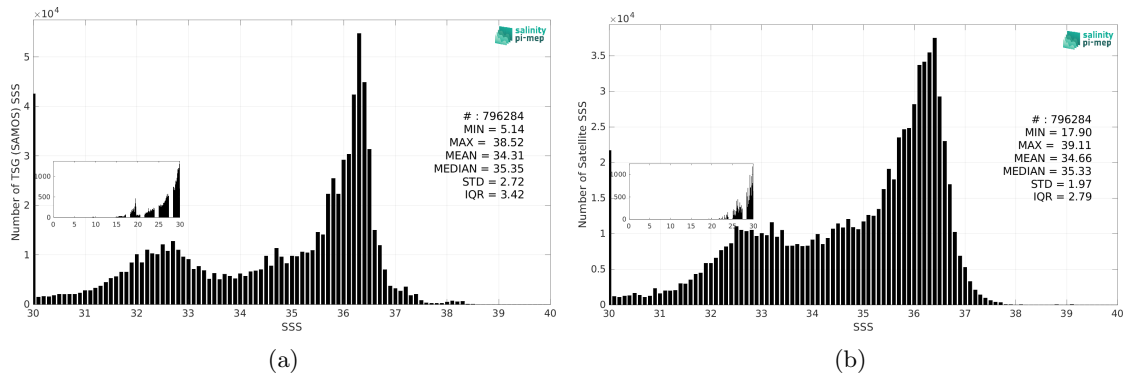 ×10⁴
salinity
pi-mep
Number of TSG (SAMOS) SSS
5
4
3
2
1
0
# : 796284
MIN = 5.14
MAX = 38.52
MEAN = 34.31
MEDIAN = 35.35
STD = 2.72
IQR = 3.42
1000
500
0
0 5 10 15 20 25 30
30 31 32 33 34 35 36 37 38 39 40
SSS
(a)
×10⁴
salinity
pi-mep
Number of Satellite SSS
3.5
3
2.5
2
1.5
1
0.5
0
# : 796284
MIN = 17.90
MAX = 39.11
MEAN = 34.66
MEDIAN = 35.33
STD = 1.97
IQR = 2.79
1000
500
0
0 5 10 15 20 25 30
30 31 32 33 34 35 36 37 38 39 40
SSS
(b)